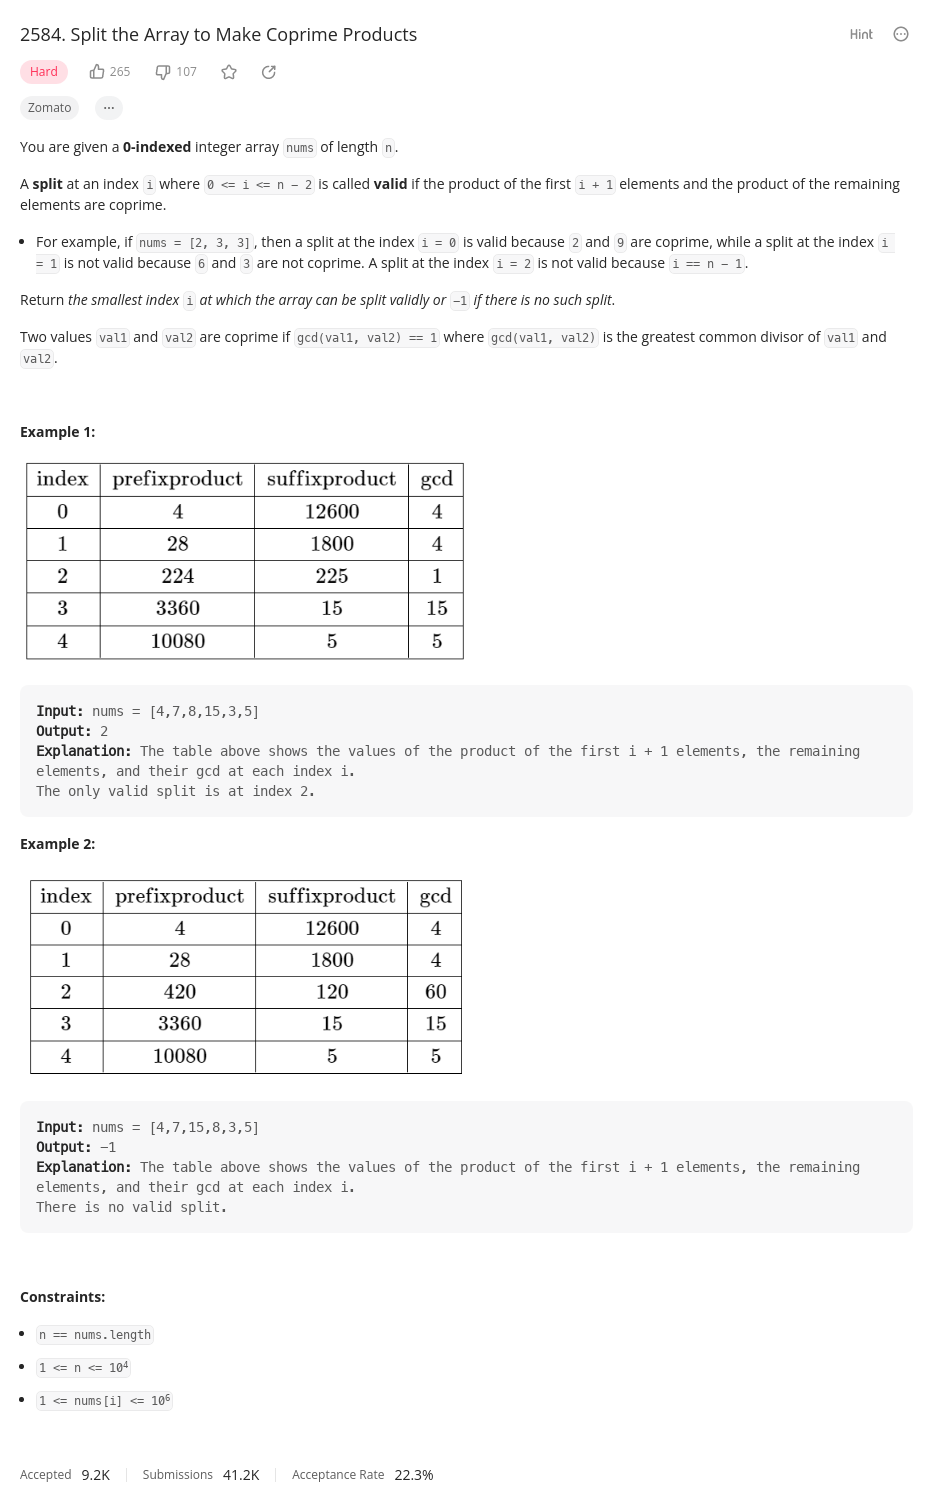 2584. Split the Array to Make Coprime Products
Hint
Hard
265
107
Zomato
...
You are given a 0-indexed integer array nums of length n.
A split at an index i where 0 <= i <= n − 2 is called valid if the product of the first i + 1 elements and the product of the remaining
elements are coprime.
• For example, if nums = [2, 3, 3], then a split at the index i = 0 is valid because 2 and 9 are coprime, while a split at the index i
= 1 is not valid because 6 and 3 are not coprime. A split at the index i = 2 is not valid because i == n − 1.
Return the smallest index i at which the array can be split validly or −1 if there is no such split.
Two values val1 and val2 are coprime if gcd(val1, val2) == 1 where gcd(val1, val2) is the greatest common divisor of val1 and
val2.
Example 1:
index prefixproduct suffixproduct gcd
0 4 12600 4
1 28 1800 4
2 224 225 1
3 3360 15 15
4 10080 5 5
Input: nums = [4,7,8,15,3,5]
Output: 2
Explanation: The table above shows the values of the product of the first i + 1 elements, the remaining
elements, and their gcd at each index i.
The only valid split is at index 2.
Example 2:
index prefixproduct suffixproduct gcd
0 4 12600 4
1 28 1800 4
2 420 120 60
3 3360 15 15
4 10080 5 5
Input: nums = [4,7,15,8,3,5]
Output: −1
Explanation: The table above shows the values of the product of the first i + 1 elements, the remaining
elements, and their gcd at each index i.
There is no valid split.
Constraints:
• n == nums.length
• 1 <= n <= 10⁴
• 1 <= nums[i] <= 10⁶
Accepted 9.2K Submissions 41.2K Acceptance Rate 22.3%